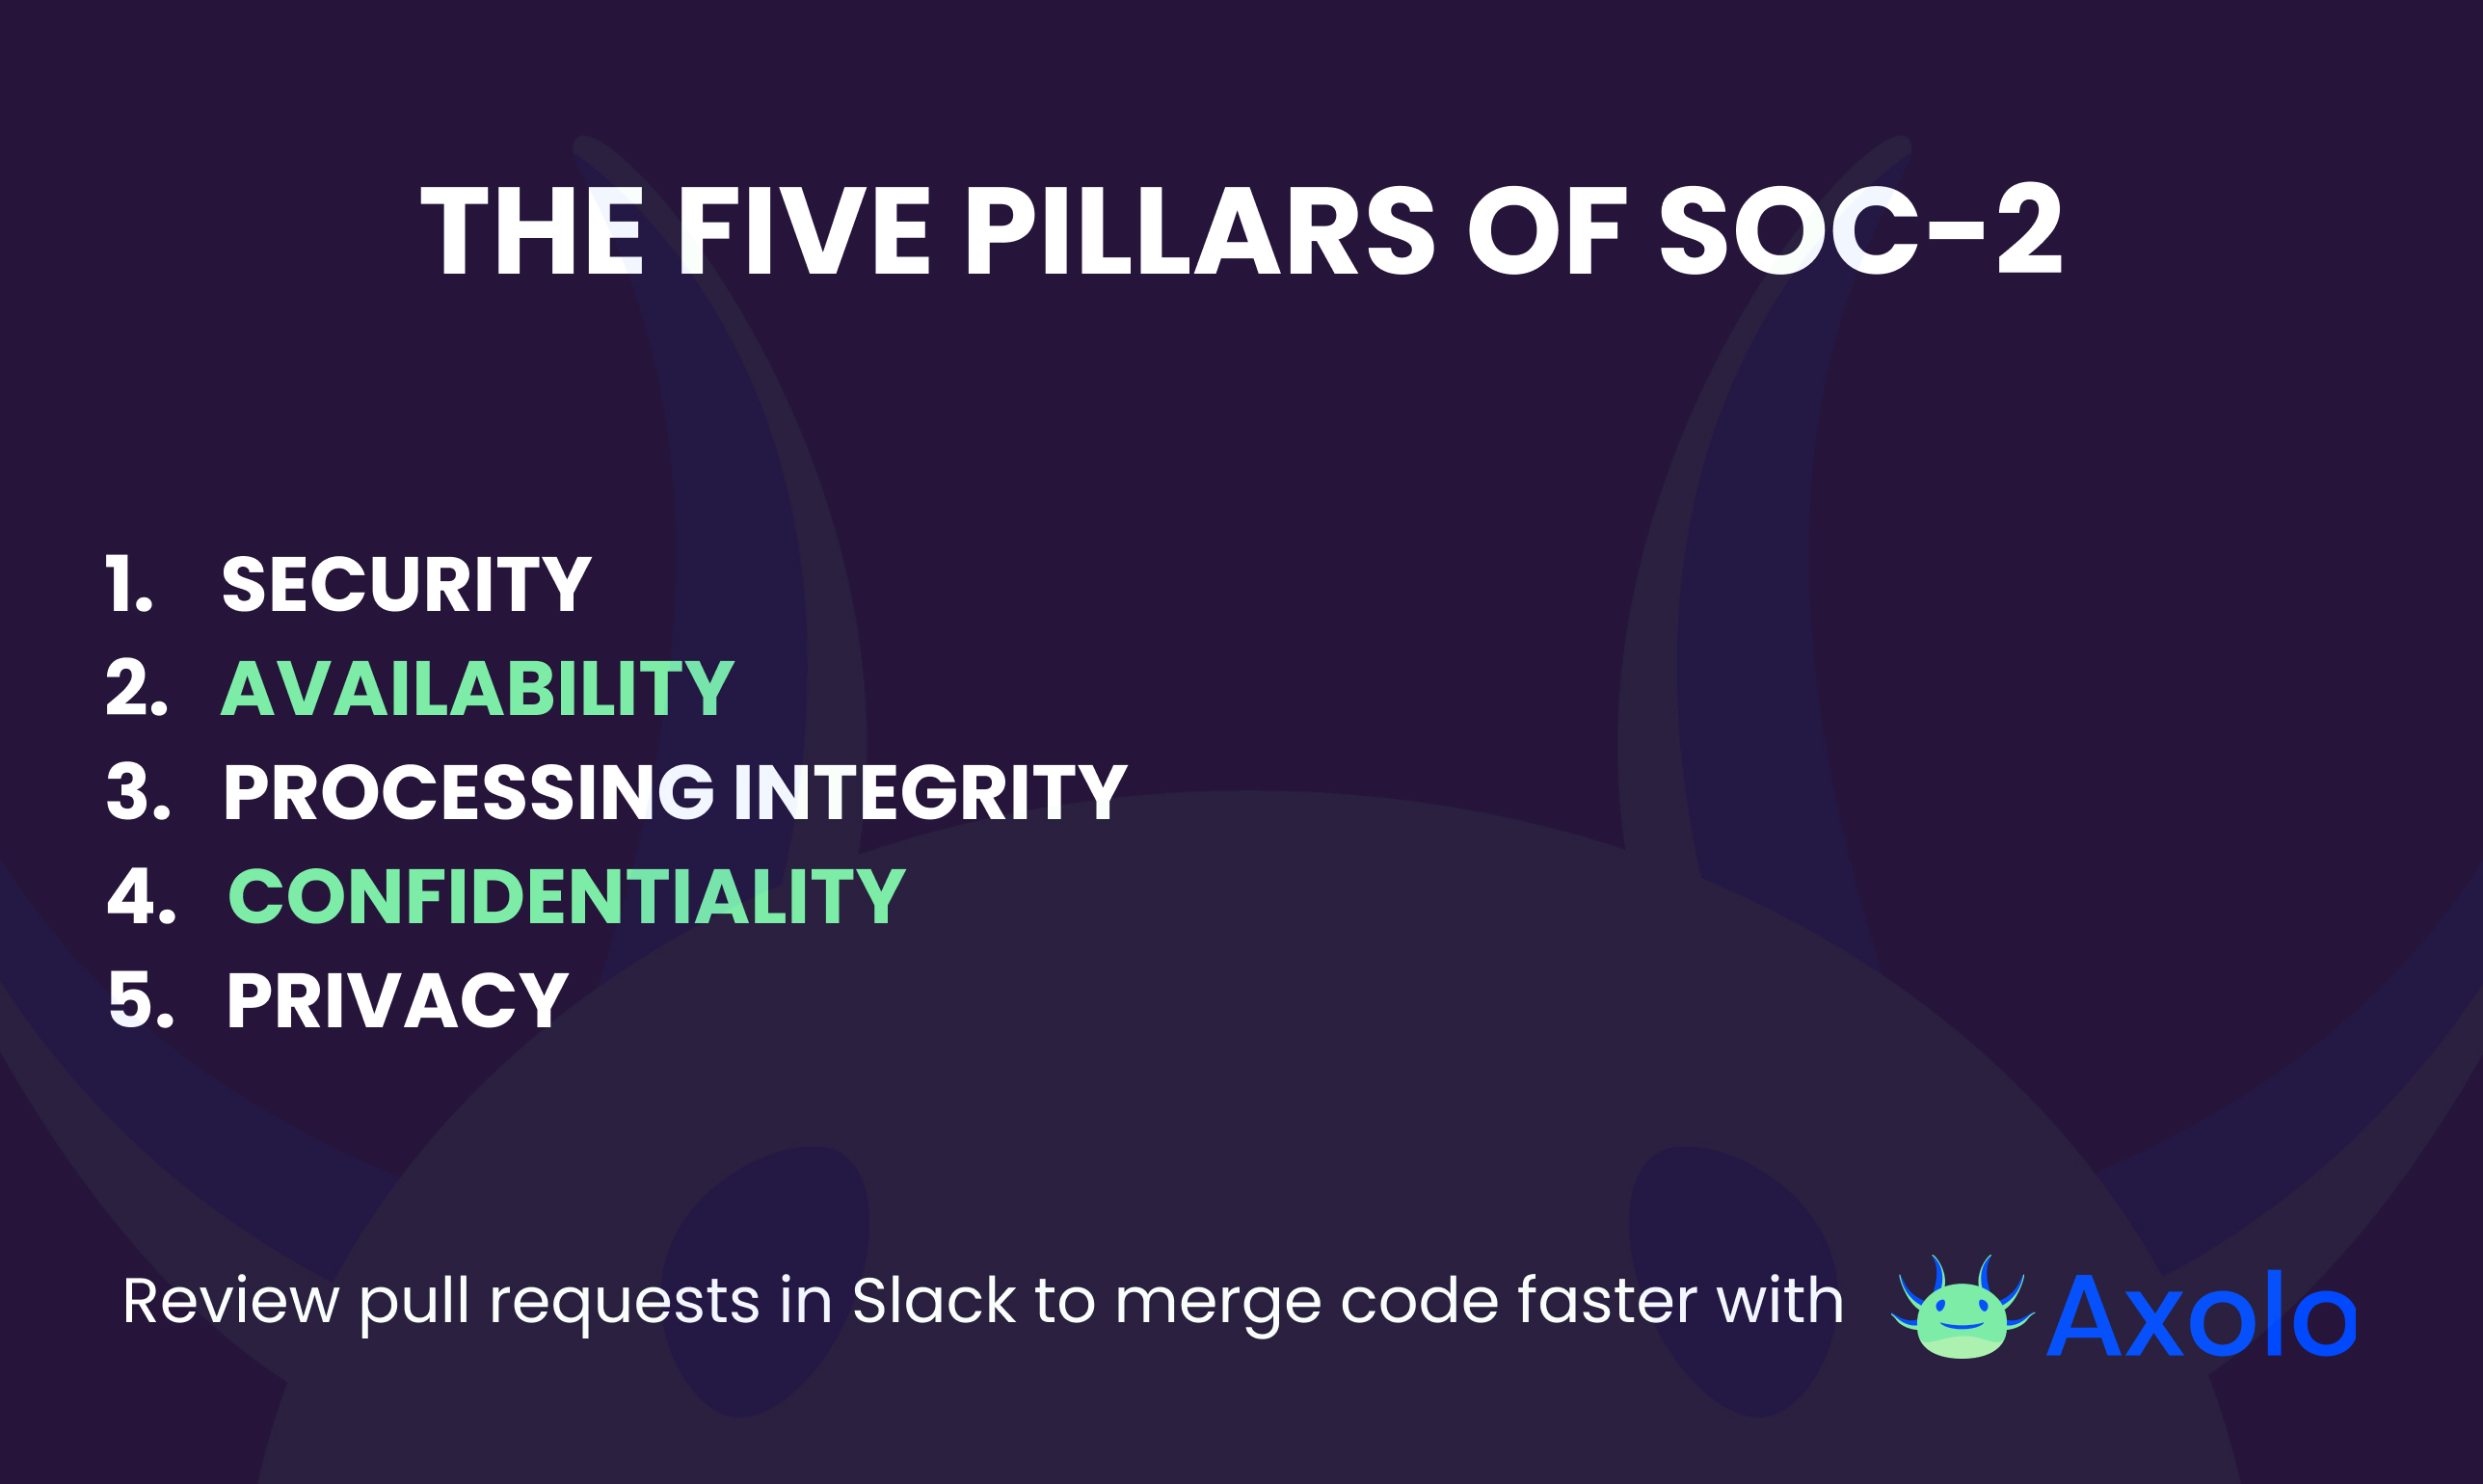 THE FIVE PILLARS OF SOC-2
1. SECURITY
2. AVAILABILITY
3. PROCESSING INTEGRITY
4. CONFIDENTIALITY
5. PRIVACY
Review pull requests in Slack to merge code faster with Axolo